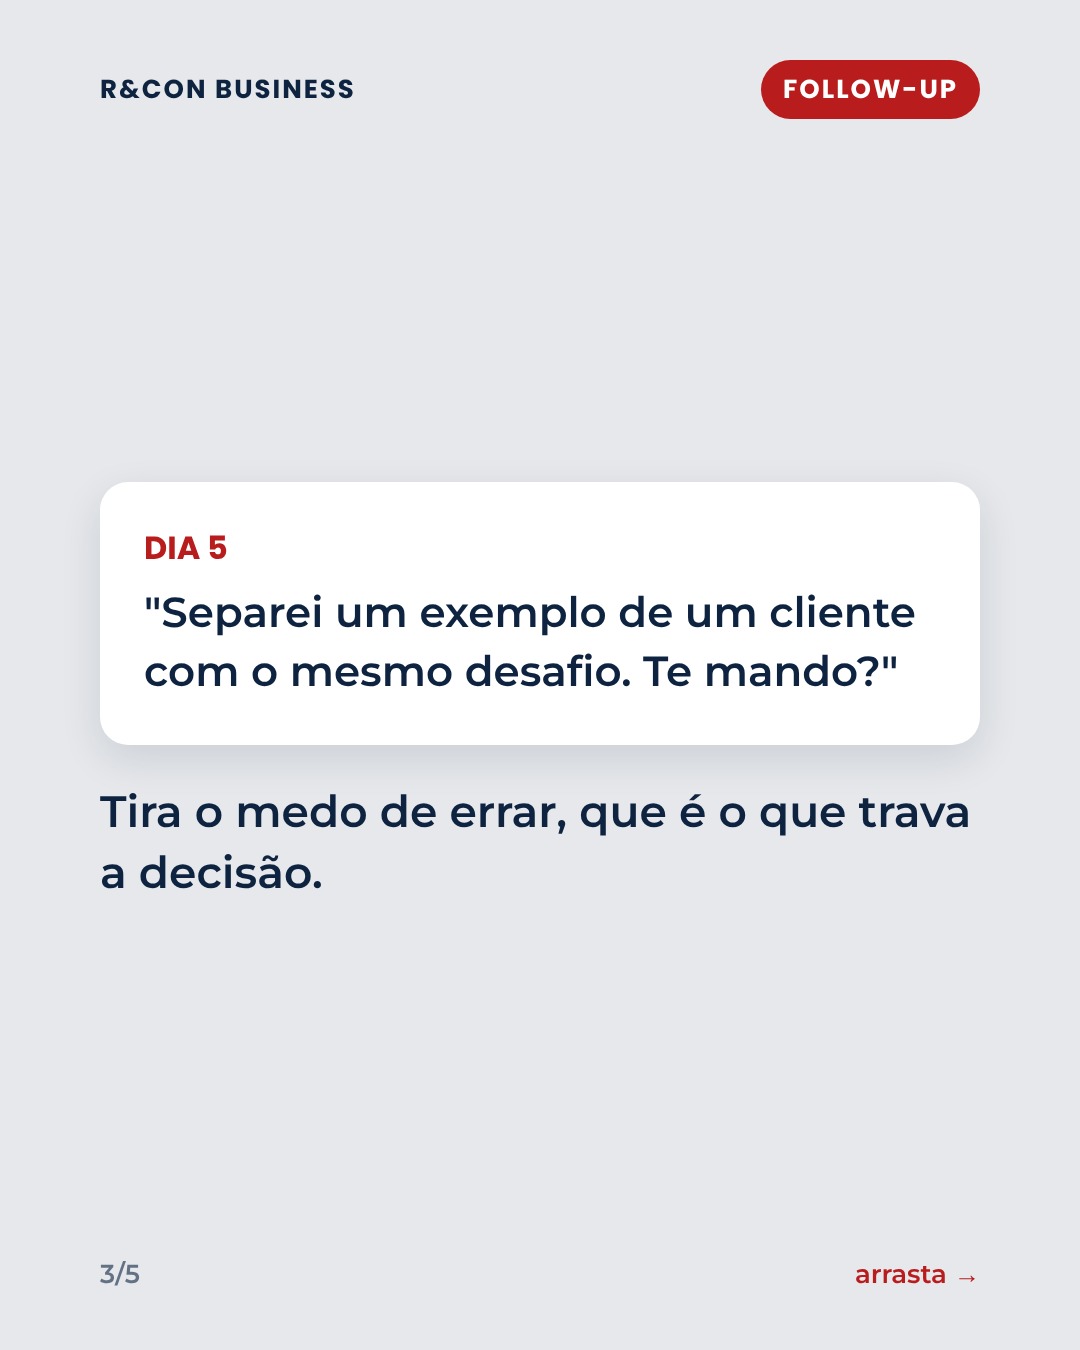 R&CON BUSINESS
FOLLOW-UP
DIA 5
"Separei um exemplo de um cliente
com o mesmo desafio. Te mando?"
Tira o medo de errar, que é o que trava
a decisão.
3/5
arrasta →